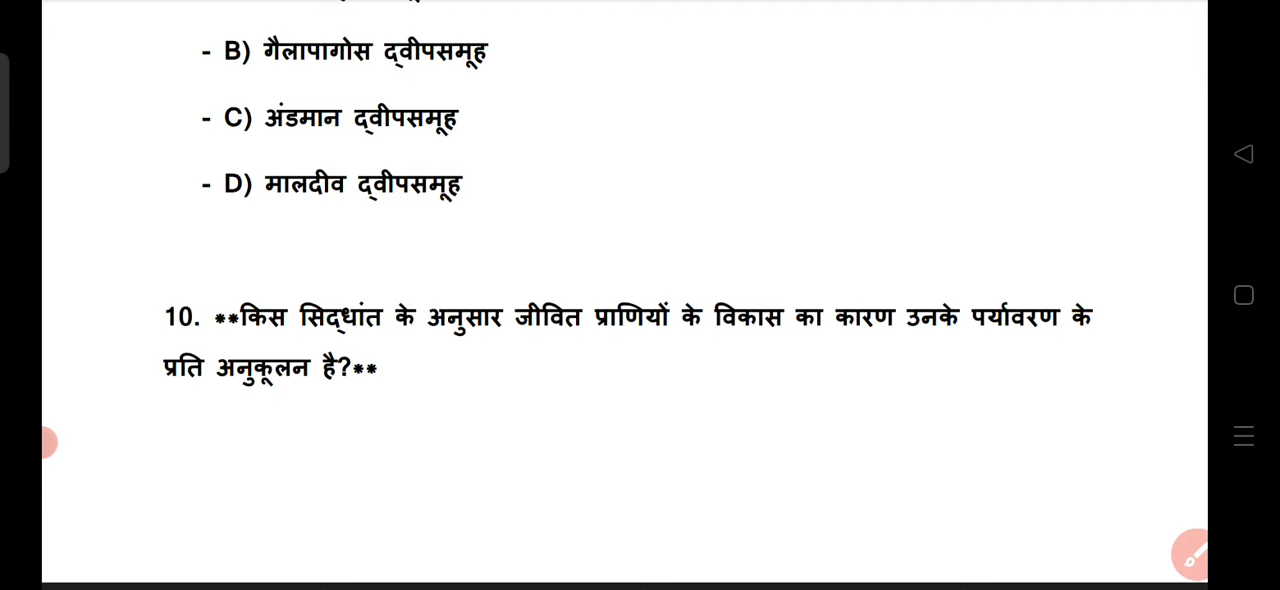 - B) गैलापागोस द्वीपसमूह
- C) अंडमान द्वीपसमूह
- D) मालदीव द्वीपसमूह
10. **किस सिद्धांत के अनुसार जीवित प्राणियों के विकास का कारण उनके पर्यावरण के
प्रति अनुकूलन है?**